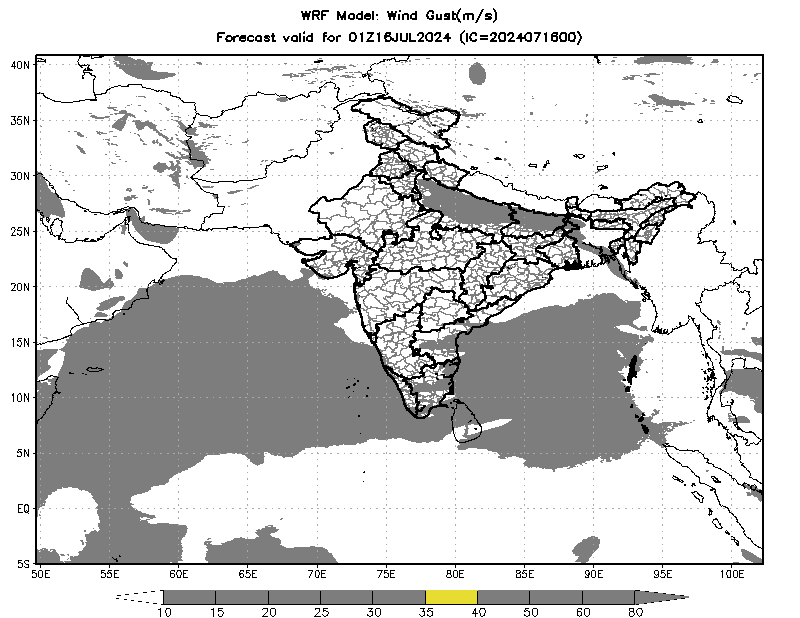 WRF Model: Wind Gust(m/s)
Forecast valid for 01Z16JUL2024 (IC=2024071600)
40N
35N
30N
25N
20N
15N
10N
5N
EQ
5S
50E 55E 60E 65E 70E 75E 80E 85E 90E 95E 100E
10 15 20 25 30 35 40 50 60 80